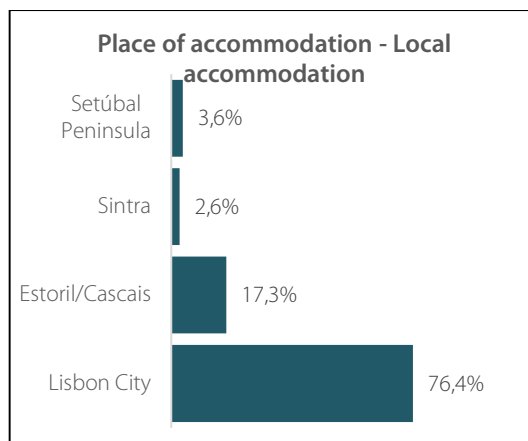 Place of accommodation - Local
accommodation
Setúbal
Peninsula
3,6%
Sintra
2,6%
Estoril/Cascais
17,3%
Lisbon City
76,4%